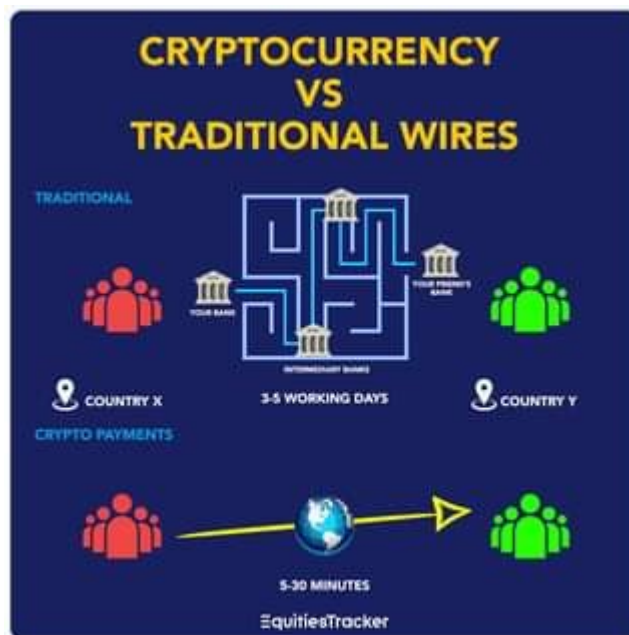 CRYPTOCURRENCY
VS
TRADITIONAL WIRES
TRADITIONAL
YOUR BANK
YOUR FRIEND'S
BANK
INTERMEDIARY BANKS
COUNTRY X
3-5 WORKING DAYS
COUNTRY Y
CRYPTO PAYMENTS
5-30 MINUTES
EquitiesTracker